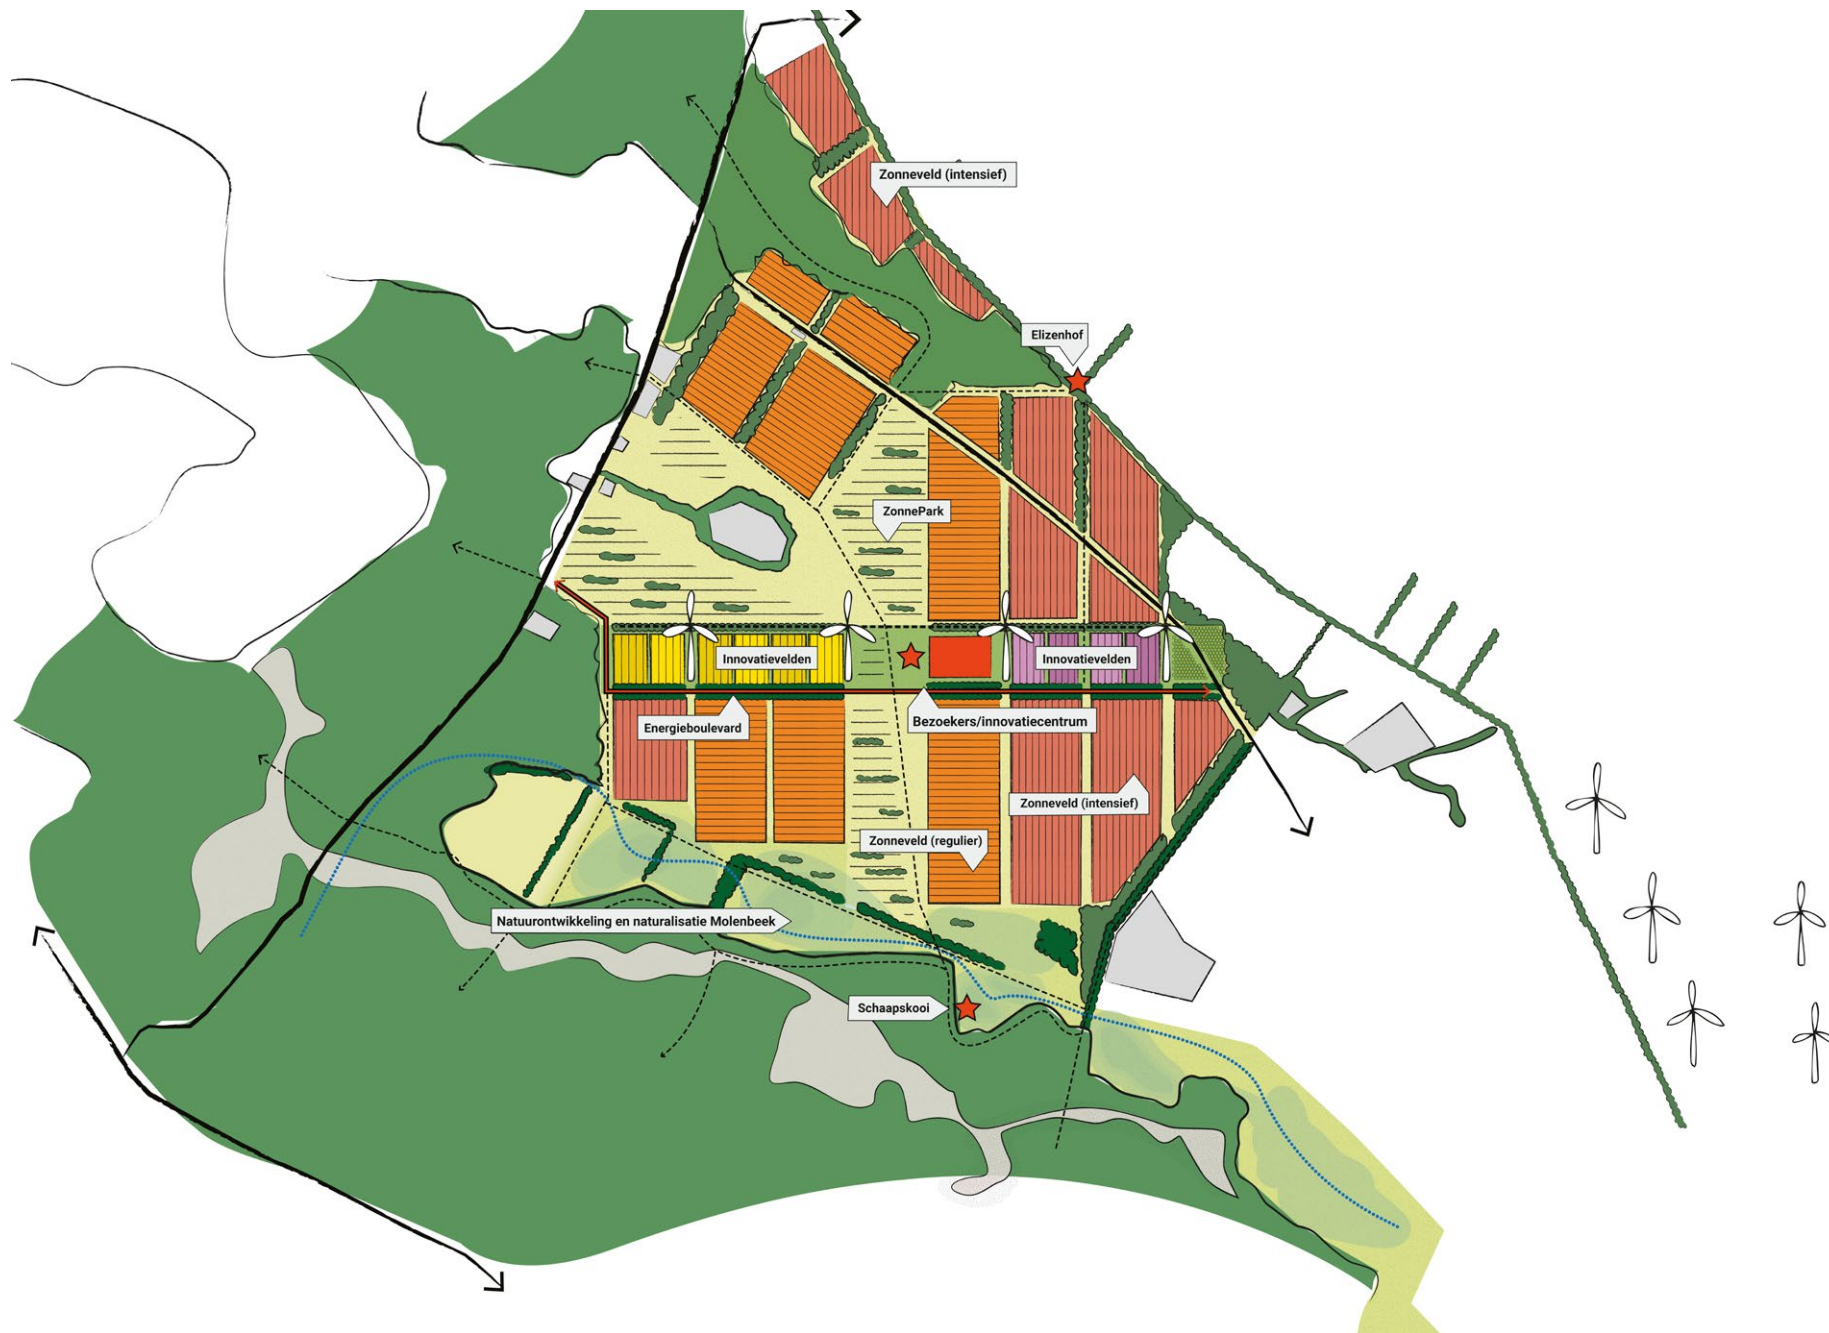 Zonneveld (intensief)
Elizenhof
ZonnePark
Innovatievelden
Innovatievelden
Bezoekers/innovatiecentrum
Energieboulevard
Zonneveld (intensief)
Zonneveld (regulier)
Natuurontwikkeling en naturalisatie Molenbeek
Schaapskooi